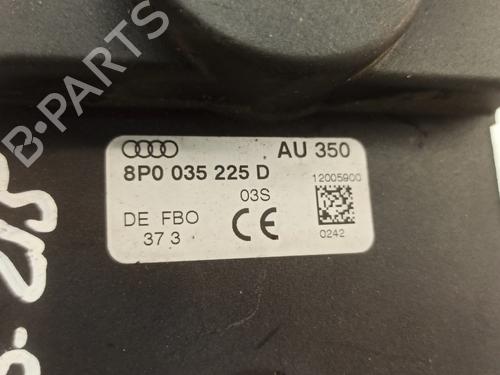 B-PARTS
AU 350
8P0 035 225 D
12005900
03S
DE FBO
37 3
CE
0242